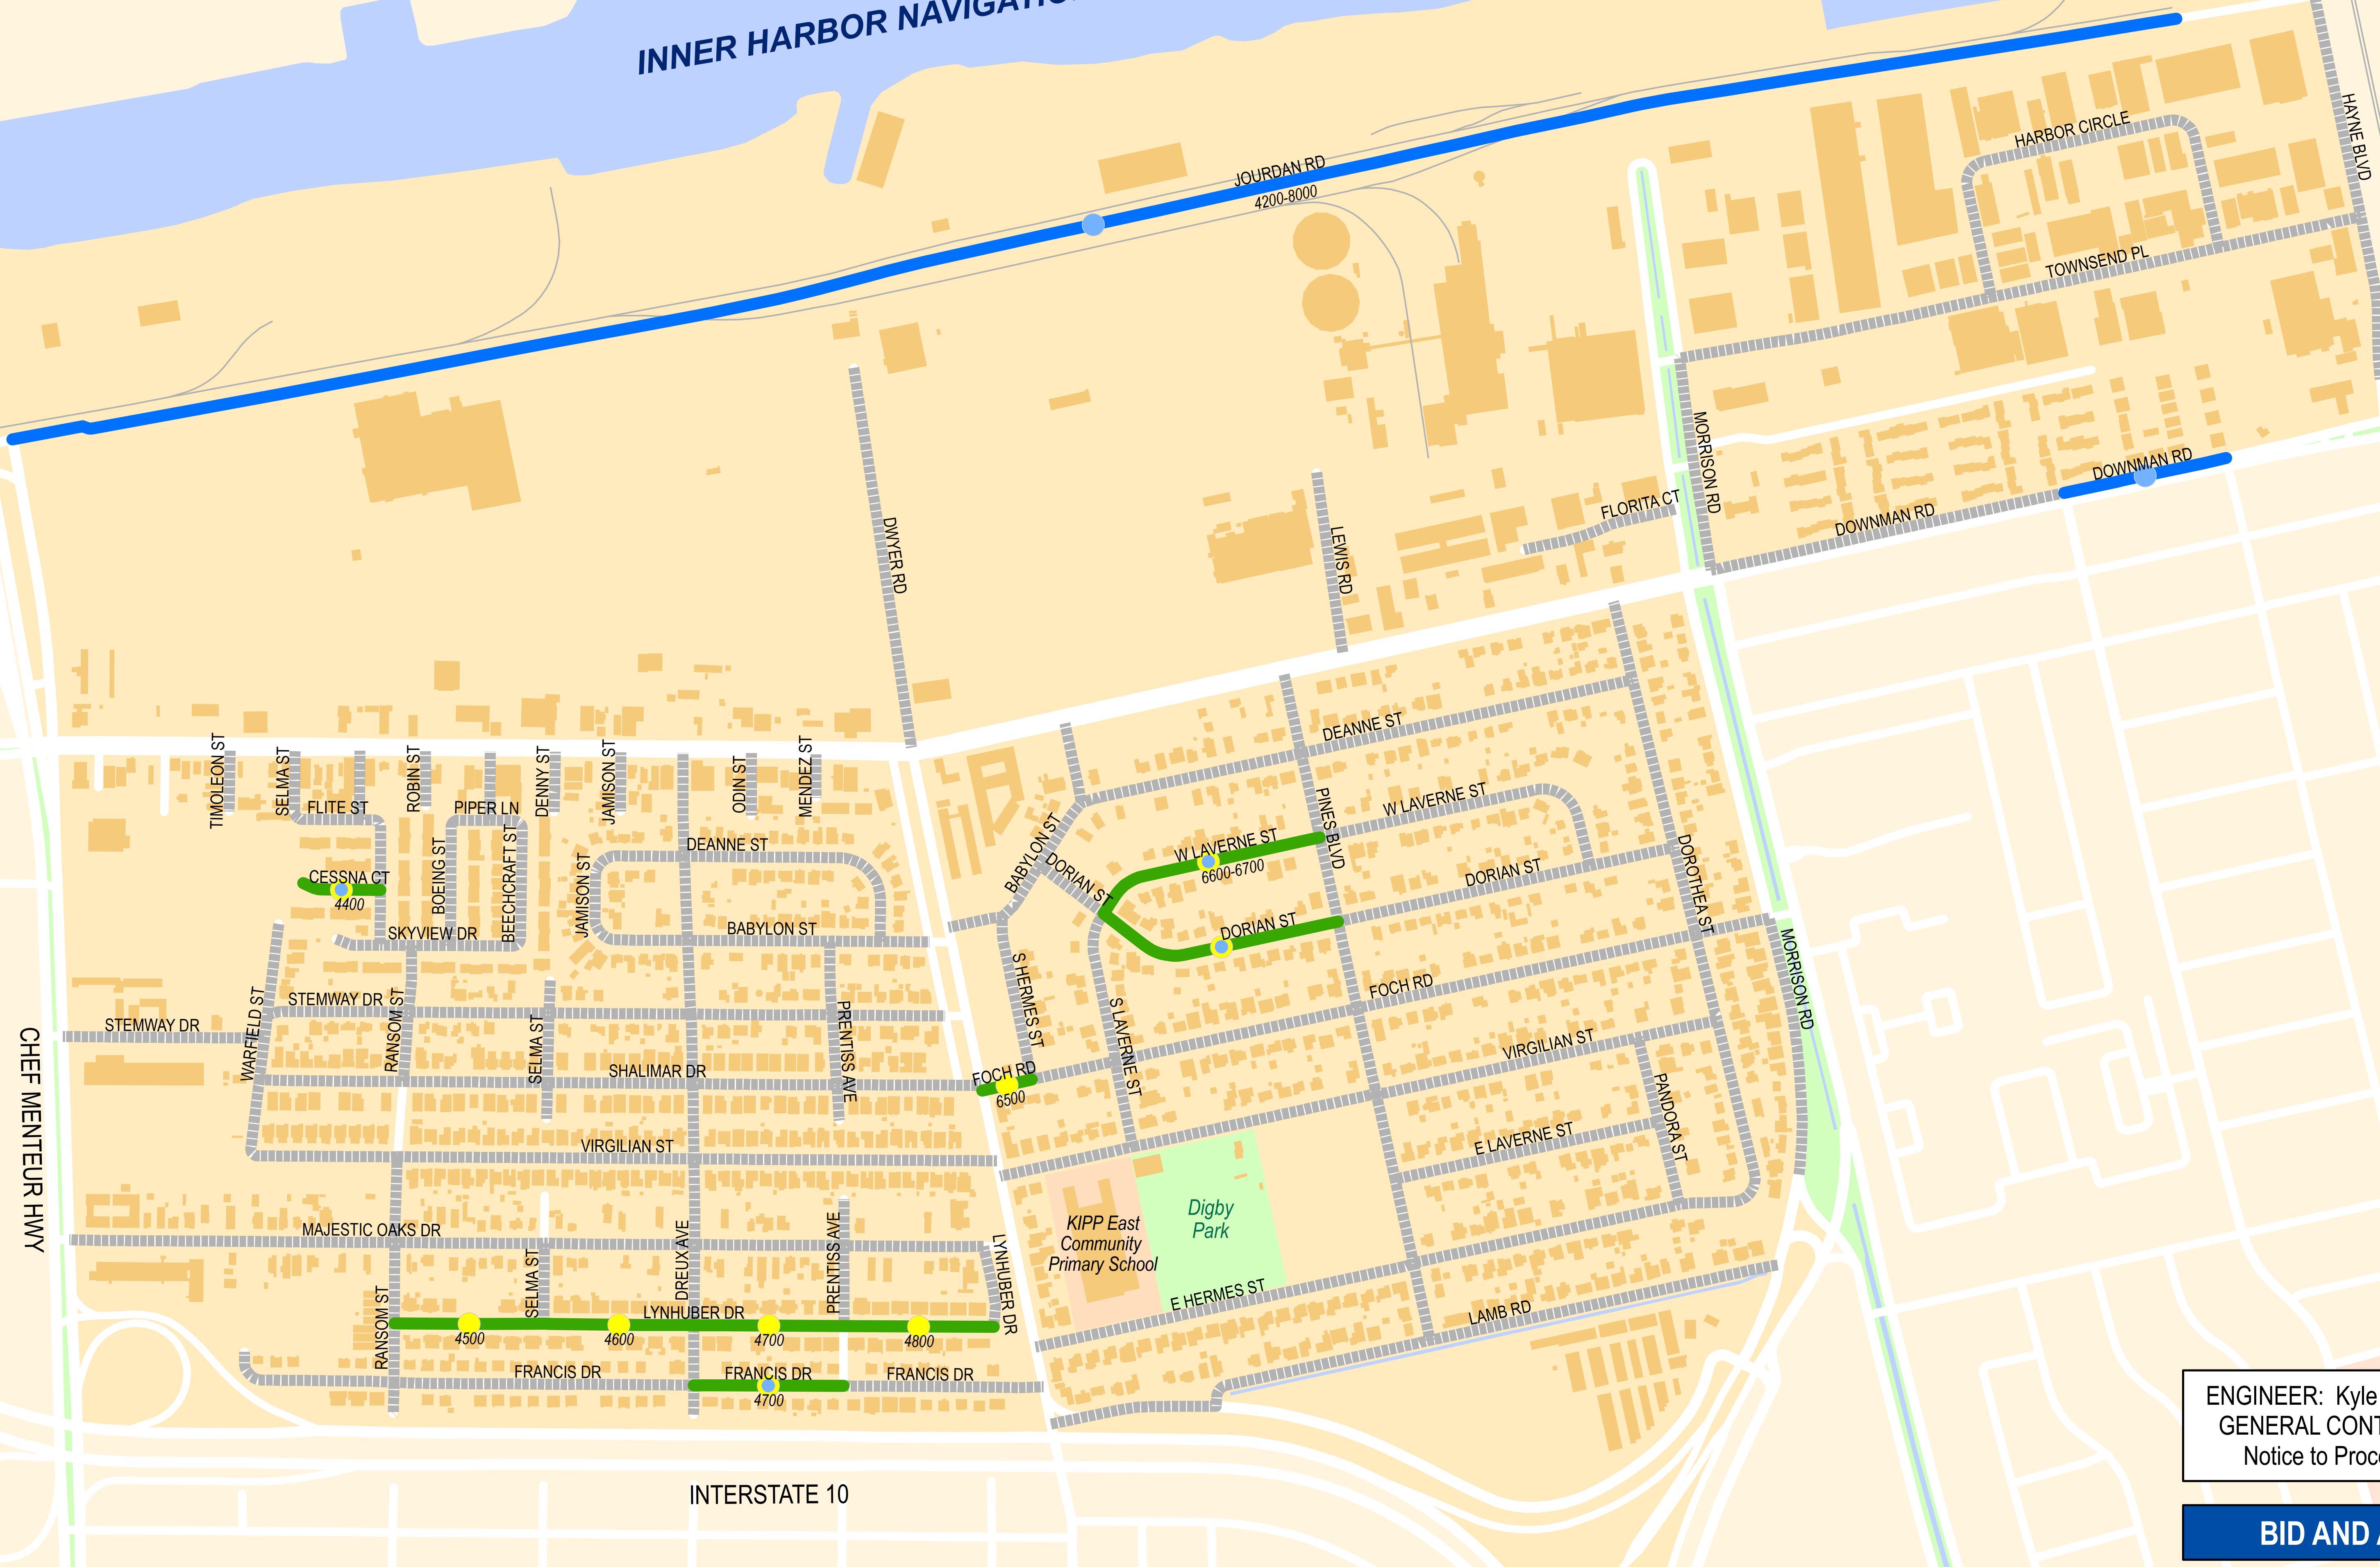 INNER HARBOR
JOURDAN RD
4200-8000
HARBOR CIRCLE
HAYNE BLVD
TOWNSEND PL
MORRISON RD
DOWNMAN RD
DOWNMAN RD
FLORITA CT
DWYER RD
LEWIS RD
TIMOLEON ST
SELMA ST
FLITE ST
ROBIN ST
PIPER LN
DENNY ST
JAMISON ST
ODIN ST
MENDEZ ST
DEANNE ST
W LAVERNE ST
PINES BLVD
W LAVERNE ST
6600-6700
BABYLON ST
DORIAN ST
DORIAN ST
DORIAN ST
DOROTHEA ST
DEANNE ST
CESSNA CT
4400
BOEING ST
BEECHCRAFT ST
JAMISON ST
SKYVIEW DR
BABYLON ST
S HERMES ST
S LAVERNE ST
FOCH RD
MORRISON RD
STEMWAY DR
STEMWAY DR
WARFIELD ST
RANSOM ST
SELMA ST
PRENTISS AVE
SHALIMAR DR
FOCH RD
6500
VIRGILIAN ST
PANDORA ST
E LAVERNE ST
CHEF MENTEUR HWY
VIRGILIAN ST
MAJESTIC OAKS DR
DREUX AVE
PRENTISS AVE
LYNHUBER DR
KIPP East
Community
Primary School
Digby
Park
E HERMES ST
LAMB RD
RANSOM ST
SELMA ST
LYNHUBER DR
4500
4600
4700
4800
FRANCIS DR
FRANCIS DR
FRANCIS DR
4700
INTERSTATE 10
ENGINEER: Kyle
GENERAL
Notice to
BID AND